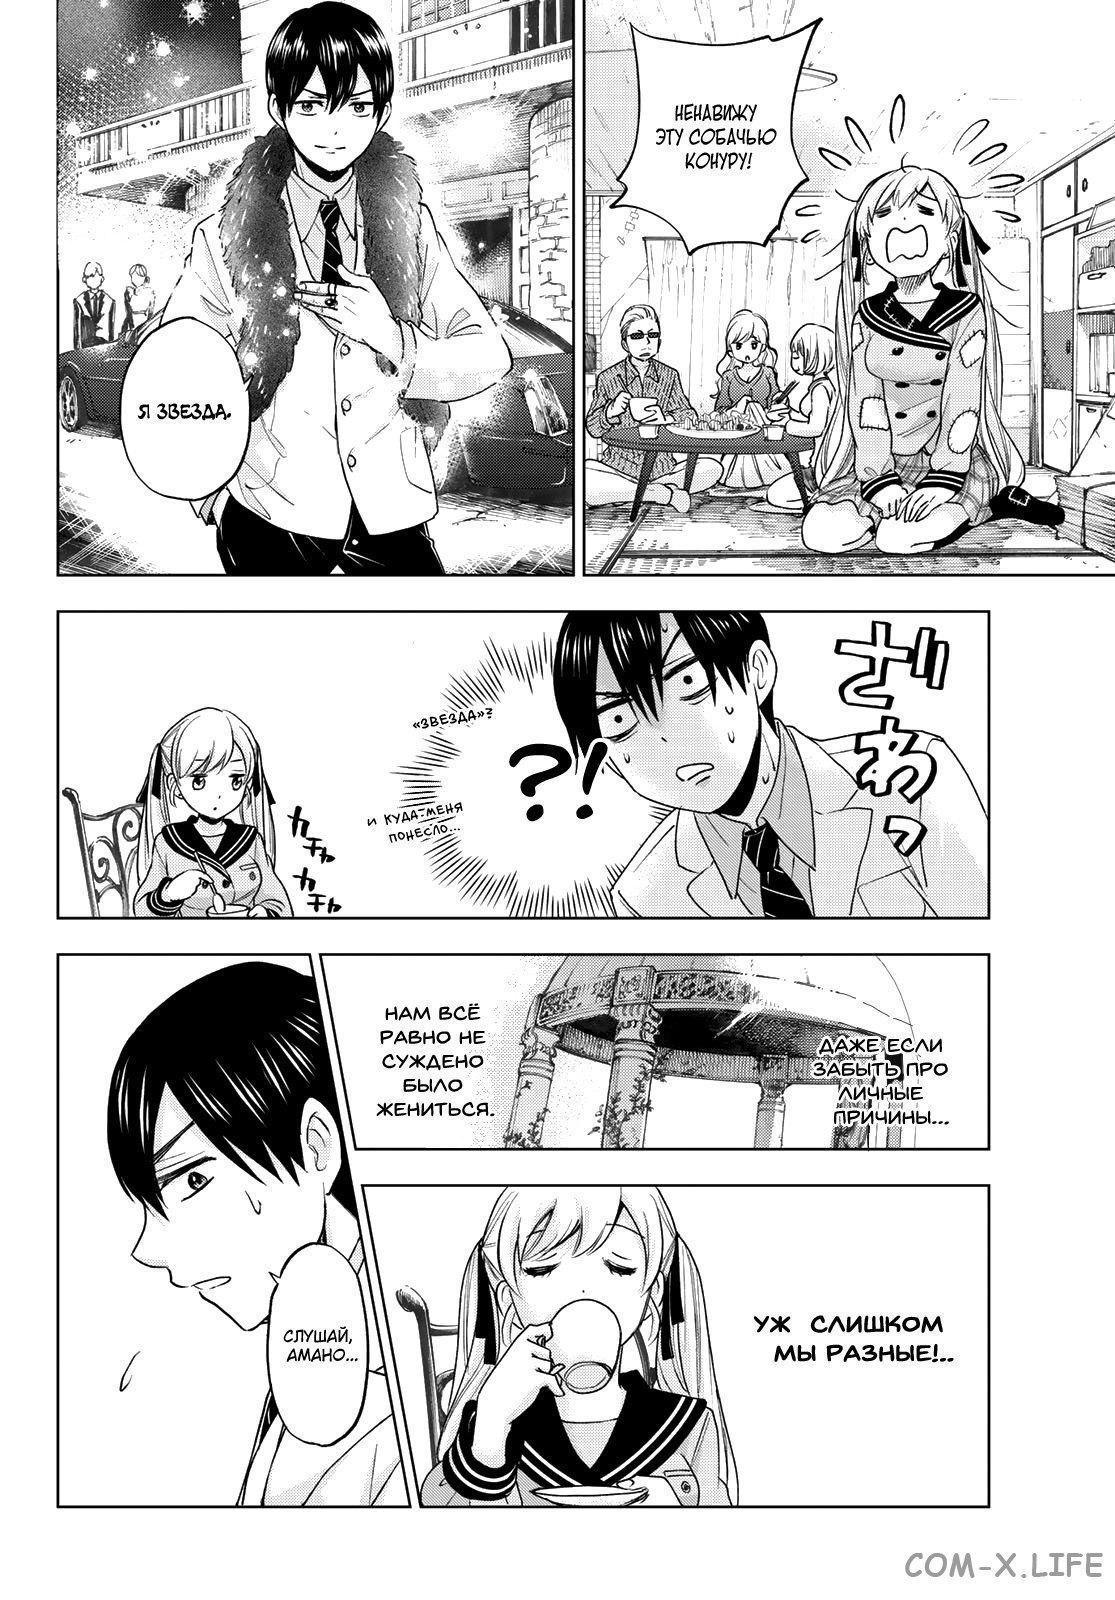 НЕНАВИЖУ
ЭТУ СОБАЧЬЮ
КОНУРУ!
Я ЗВЕЗДА.
ざ
わ
っ
«ЗВЕЗДА»?
?!
И КУДА МЕНЯ
ПОНЕСЛО...
カチャ
カチャ
ДАЖЕ ЕСЛИ
ЗАБЫТЬ ПРО
ЛИЧНЫЕ
ПРИЧИНЫ...
НАМ ВСЁ
РАВНО НЕ
СУЖДЕНО
БЫЛО
ЖЕНИТЬСЯ.
УЖ СЛИШКОМ
МЫ РАЗНЫЕ!..
СЛУШАЙ,
АМАНО...
COM-X.LIFE